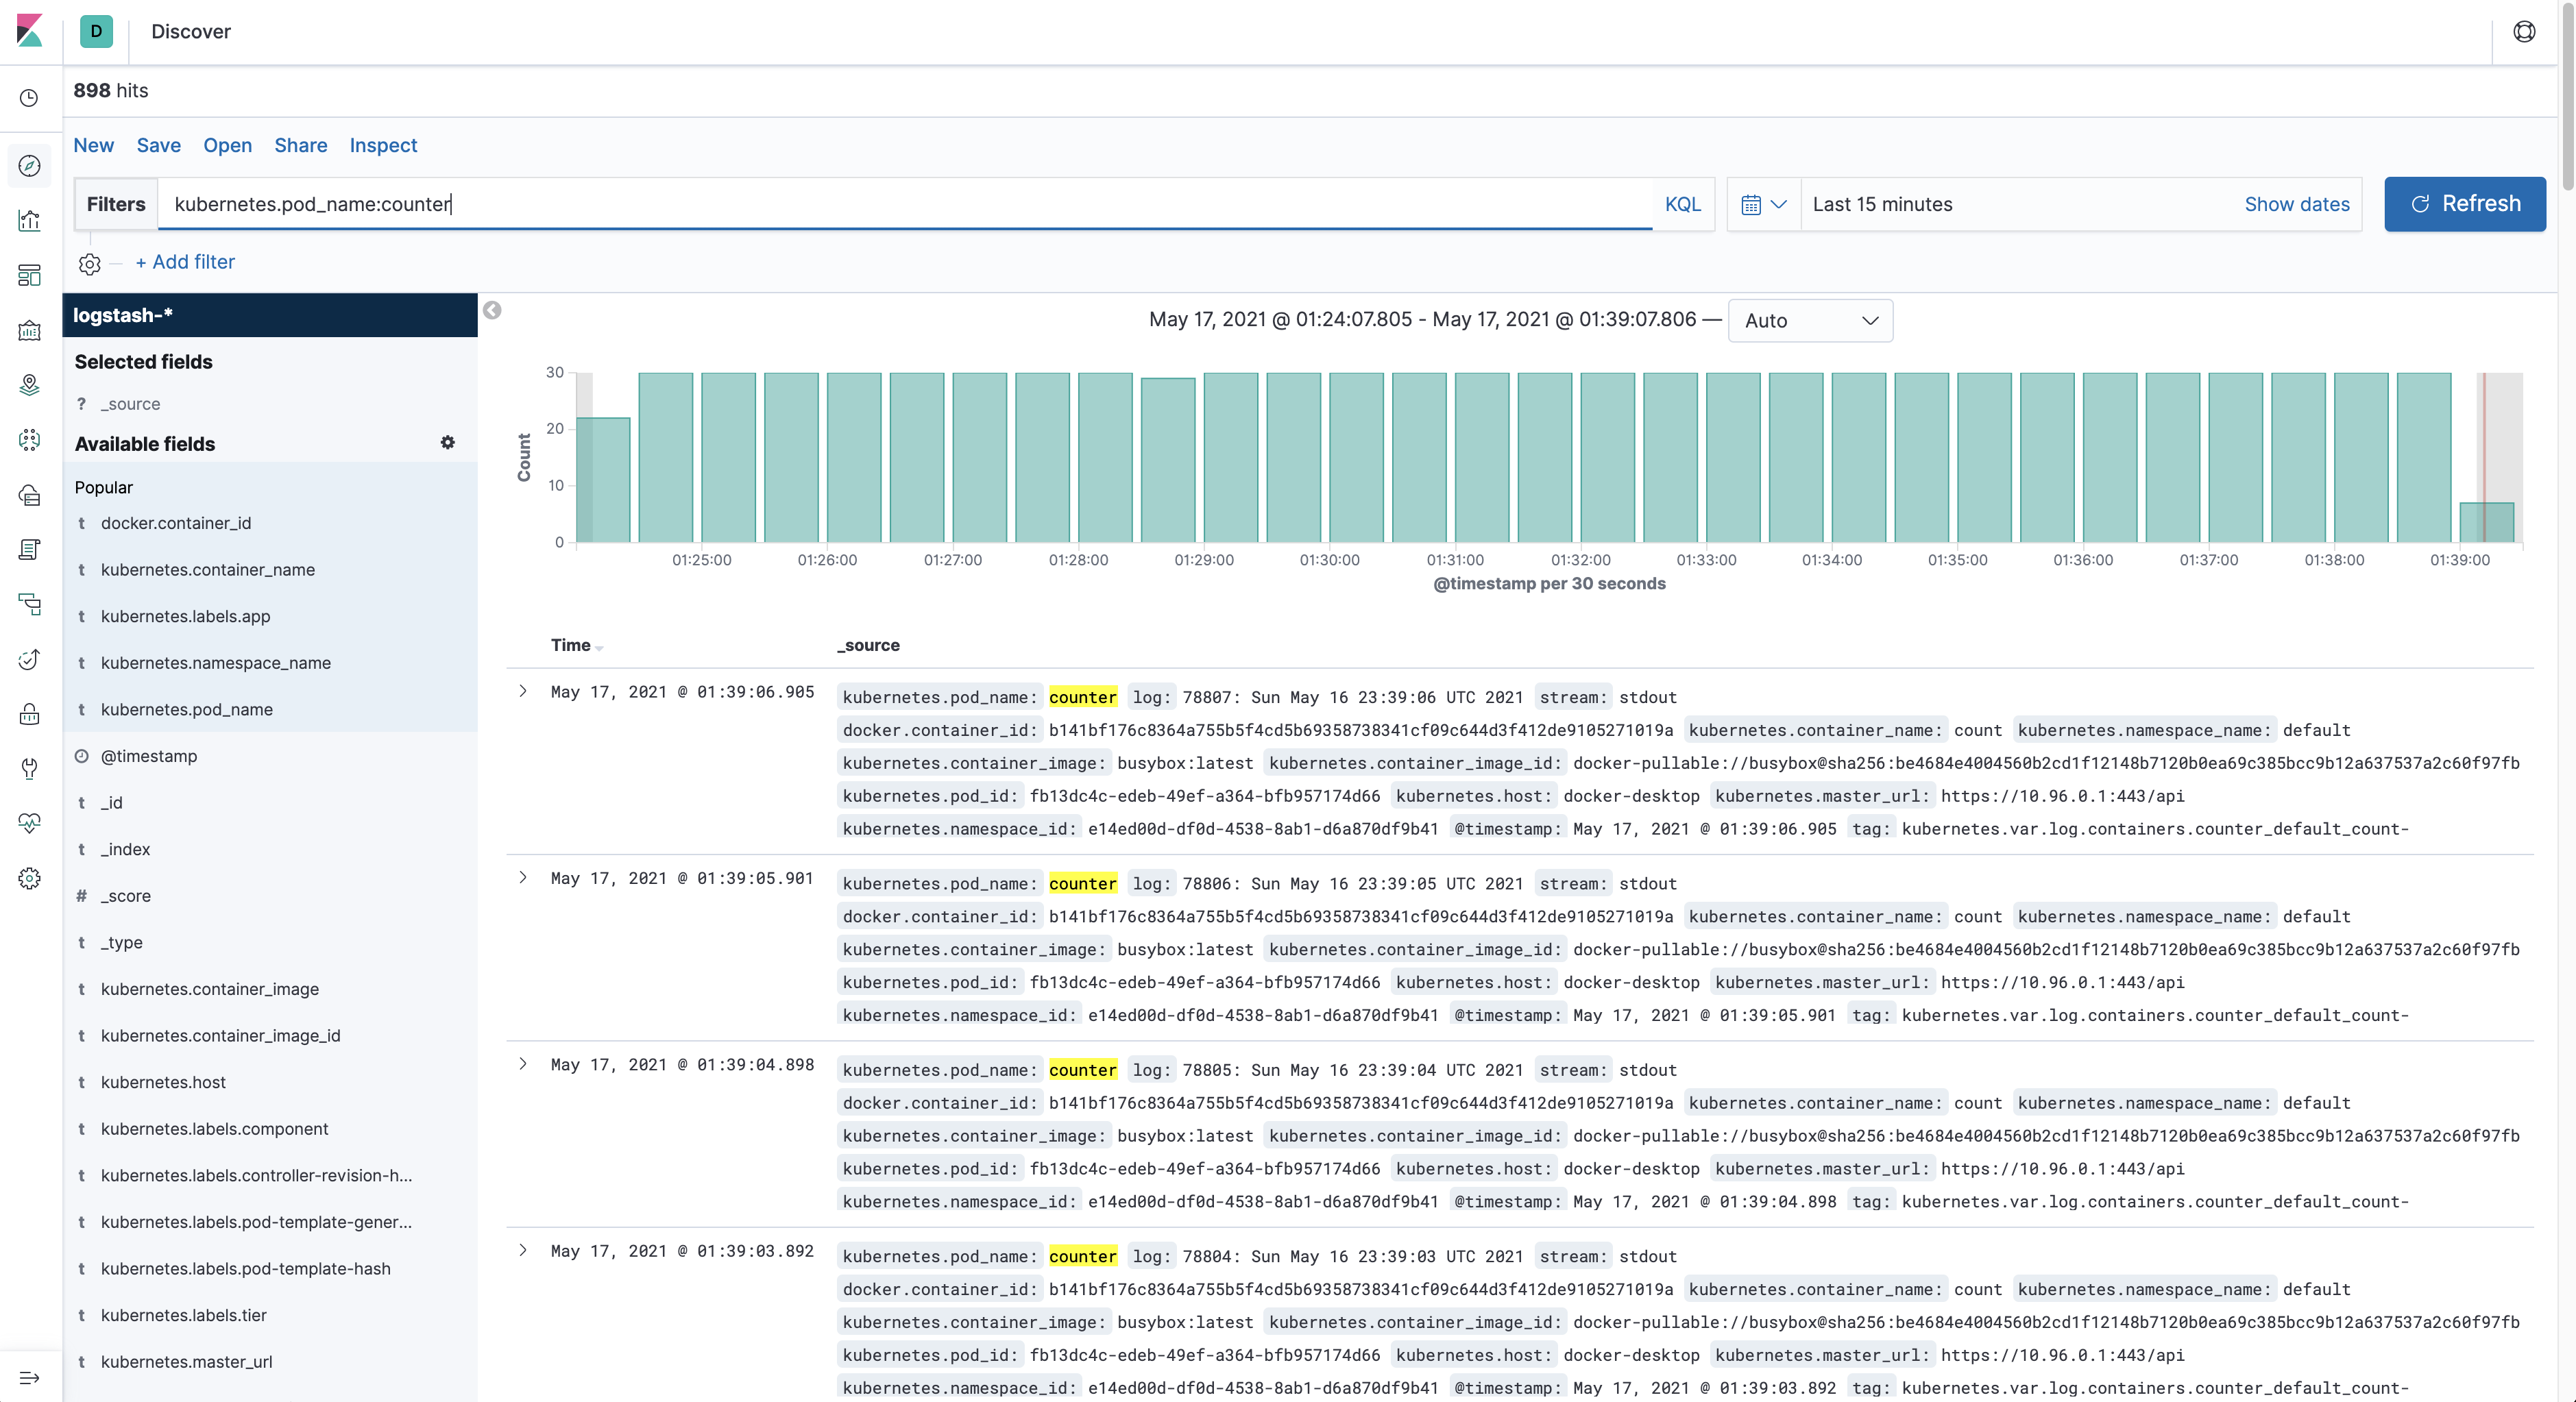 D Discover
898 hits
New Save Open Share Inspect
Filters kubernetes.pod_name:counter KQL Last 15 minutes Show dates Refresh
+ Add filter
logstash-*
Selected fields
? _source
Available fields
Popular
t docker.container_id
t kubernetes.container_name
t kubernetes.labels.app
t kubernetes.namespace_name
t kubernetes.pod_name
@timestamp
t _id
t _index
# _score
t _type
t kubernetes.container_image
t kubernetes.container_image_id
t kubernetes.host
t kubernetes.labels.component
t kubernetes.labels.controller-revision-h...
t kubernetes.labels.pod-template-gener...
t kubernetes.labels.pod-template-hash
t kubernetes.labels.tier
t kubernetes.master_url
May 17, 2021 @ 01:24:07.805 - May 17, 2021 @ 01:39:07.806 — Auto
Count
30
20
10
0
01:25:00 01:26:00 01:27:00 01:28:00 01:29:00 01:30:00 01:31:00 01:32:00 01:33:00 01:34:00 01:35:00 01:36:00 01:37:00 01:38:00 01:39:00
@timestamp per 30 seconds
Time _source
May 17, 2021 @ 01:39:06.905 kubernetes.pod_name: counter log: 78807: Sun May 16 23:39:06 UTC 2021 stream: stdout
docker.container_id: b141bf176c8364a755b5f4cd5b69358738341cf09c644d3f412de9105271019a kubernetes.container_name: count kubernetes.namespace_name: default
kubernetes.container_image: busybox:latest kubernetes.container_image_id: docker-pullable://busybox@sha256:be4684e4004560b2cd1f12148b7120b0ea69c385bcc9b12a637537a2c60f97fb
kubernetes.pod_id: fb13dc4c-edeb-49ef-a364-bfb957174d66 kubernetes.host: docker-desktop kubernetes.master_url: https://10.96.0.1:443/api
kubernetes.namespace_id: e14ed00d-df0d-4538-8ab1-d6a870df9b41 @timestamp: May 17, 2021 @ 01:39:06.905 tag: kubernetes.var.log.containers.counter_default_count-
May 17, 2021 @ 01:39:05.901 kubernetes.pod_name: counter log: 78806: Sun May 16 23:39:05 UTC 2021 stream: stdout
docker.container_id: b141bf176c8364a755b5f4cd5b69358738341cf09c644d3f412de9105271019a kubernetes.container_name: count kubernetes.namespace_name: default
kubernetes.container_image: busybox:latest kubernetes.container_image_id: docker-pullable://busybox@sha256:be4684e4004560b2cd1f12148b7120b0ea69c385bcc9b12a637537a2c60f97fb
kubernetes.pod_id: fb13dc4c-edeb-49ef-a364-bfb957174d66 kubernetes.host: docker-desktop kubernetes.master_url: https://10.96.0.1:443/api
kubernetes.namespace_id: e14ed00d-df0d-4538-8ab1-d6a870df9b41 @timestamp: May 17, 2021 @ 01:39:05.901 tag: kubernetes.var.log.containers.counter_default_count-
May 17, 2021 @ 01:39:04.898 kubernetes.pod_name: counter log: 78805: Sun May 16 23:39:04 UTC 2021 stream: stdout
docker.container_id: b141bf176c8364a755b5f4cd5b69358738341cf09c644d3f412de9105271019a kubernetes.container_name: count kubernetes.namespace_name: default
kubernetes.container_image: busybox:latest kubernetes.container_image_id: docker-pullable://busybox@sha256:be4684e4004560b2cd1f12148b7120b0ea69c385bcc9b12a637537a2c60f97fb
kubernetes.pod_id: fb13dc4c-edeb-49ef-a364-bfb957174d66 kubernetes.host: docker-desktop kubernetes.master_url: https://10.96.0.1:443/api
kubernetes.namespace_id: e14ed00d-df0d-4538-8ab1-d6a870df9b41 @timestamp: May 17, 2021 @ 01:39:04.898 tag: kubernetes.var.log.containers.counter_default_count-
May 17, 2021 @ 01:39:03.892 kubernetes.pod_name: counter log: 78804: Sun May 16 23:39:03 UTC 2021 stream: stdout
docker.container_id: b141bf176c8364a755b5f4cd5b69358738341cf09c644d3f412de9105271019a kubernetes.container_name: count kubernetes.namespace_name: default
kubernetes.container_image: busybox:latest kubernetes.container_image_id: docker-pullable://busybox@sha256:be4684e4004560b2cd1f12148b7120b0ea69c385bcc9b12a637537a2c60f97fb
kubernetes.pod_id: fb13dc4c-edeb-49ef-a364-bfb957174d66 kubernetes.host: docker-desktop kubernetes.master_url: https://10.96.0.1:443/api
kubernetes.namespace_id: e14ed00d-df0d-4538-8ab1-d6a870df9b41 @timestamp: May 17, 2021 @ 01:39:03.892 tag: kubernetes.var.log.containers.counter_default_count-